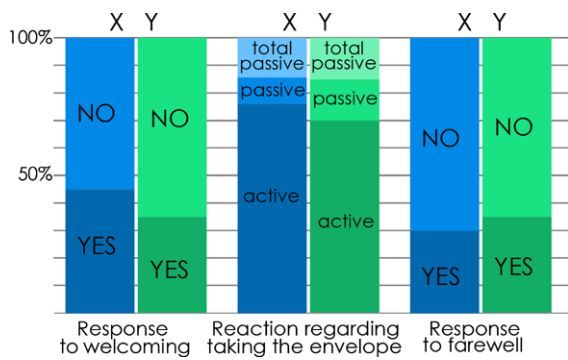 X Y X Y X Y
100%
50%
NO
YES
NO
YES
total
passive
passive
active
total
passive
passive
active
NO
YES
NO
YES
Response
to welcoming
Reaction regarding
taking the envelope
Response
to farewell